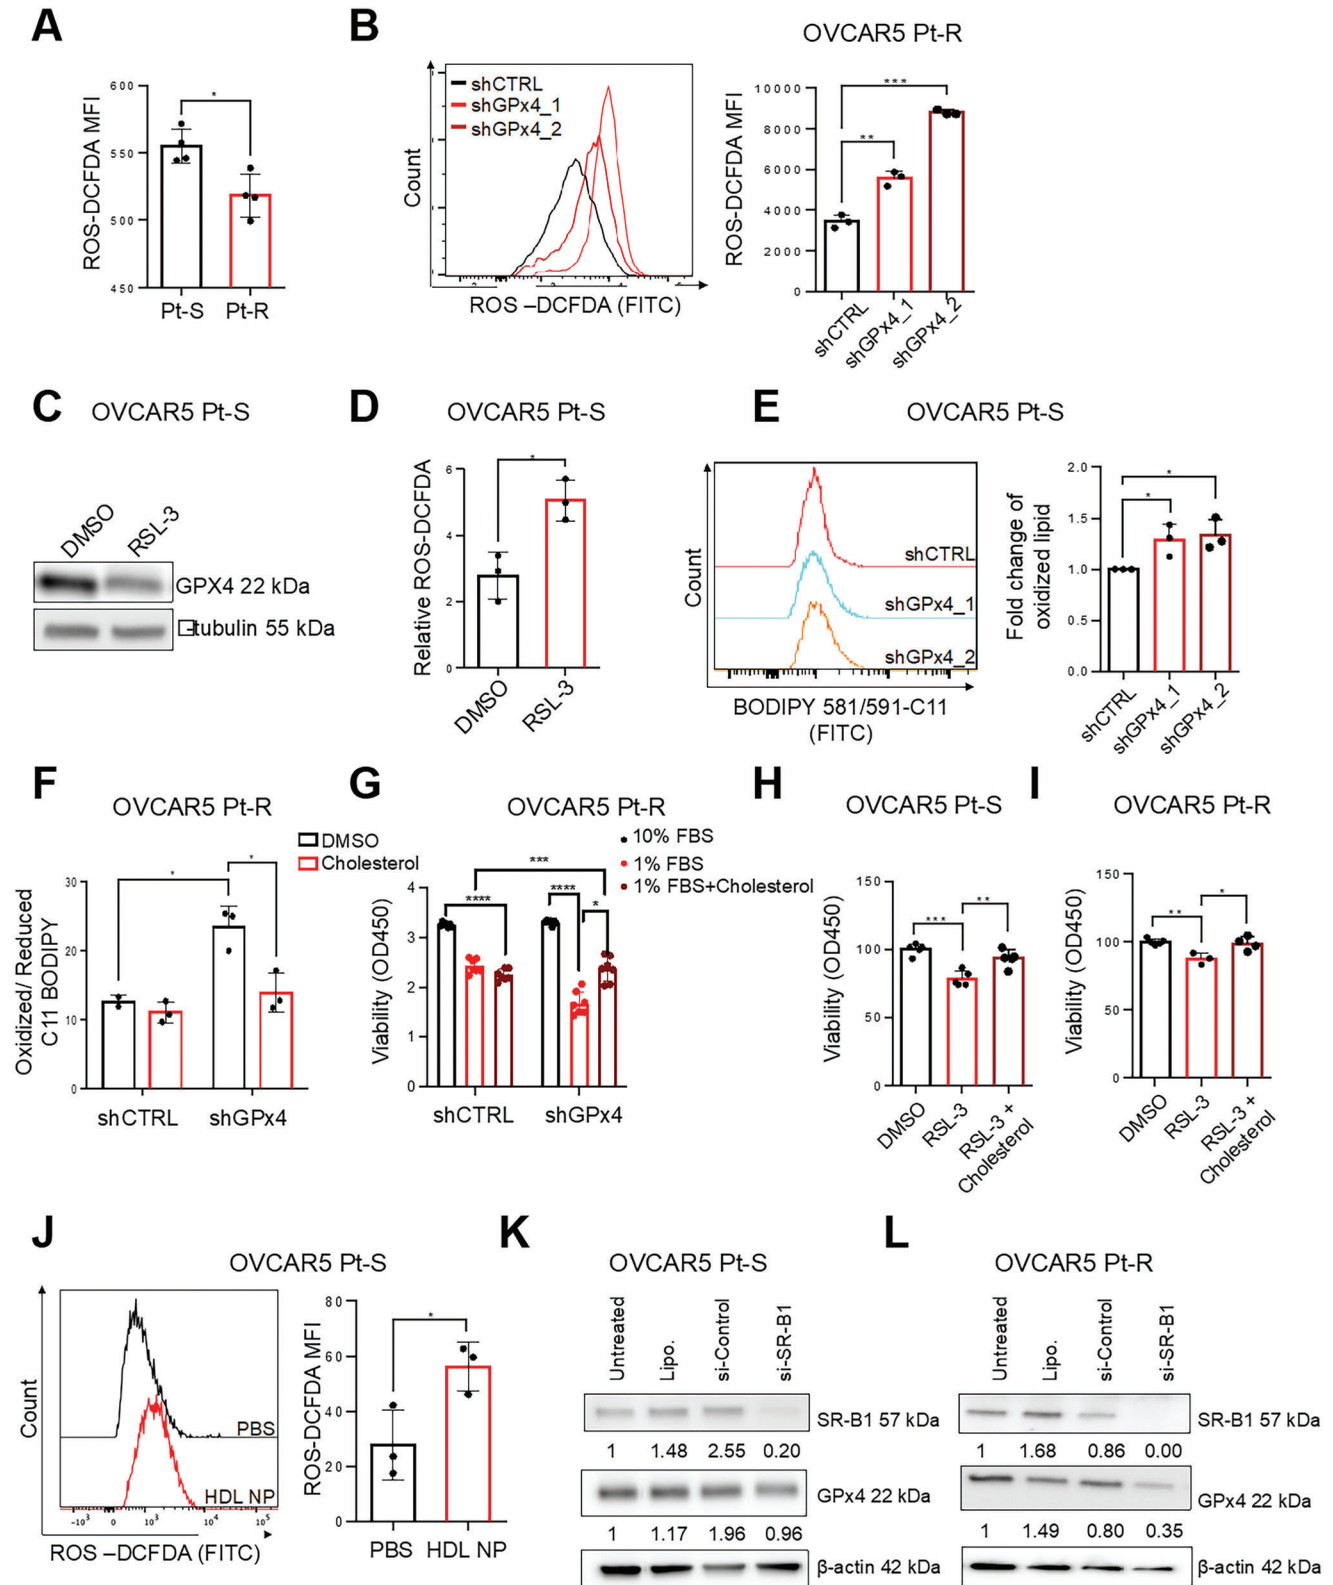 A
ROS-DCFDA MFI
600
550
500
450
*
Pt-S
Pt-R
B
OVCAR5 Pt-R
Count
shCTRL
shGPx4_1
shGPx4_2
ROS –DCFDA (FITC)
ROS-DCFDA MFI
10000
8000
6000
4000
2000
0
***
**
shCTRL
shGPx4_1
shGPx4_2
C
OVCAR5 Pt-S
DMSO
RSL-3
GPX4 22 kDa
□-tubulin 55 kDa
D
OVCAR5 Pt-S
Relative ROS-DCFDA
6
4
2
0
*
DMSO
RSL-3
E
OVCAR5 Pt-S
Count
shCTRL
shGPx4_1
shGPx4_2
BODIPY 581/591-C11
(FITC)
Fold change of
oxidized lipid
2.0
1.5
1.0
0.5
0.0
*
*
shCTRL
shGPx4_1
shGPx4_2
F
OVCAR5 Pt-R
DMSO
Cholesterol
Oxidized/ Reduced
C11 BODIPY
30
20
10
0
*
*
shCTRL
shGPx4
G
OVCAR5 Pt-R
10% FBS
1% FBS
1% FBS+Cholesterol
Viability (OD450)
4
3
2
1
0
***
****
****
*
shCTRL
shGPx4
H
OVCAR5 Pt-S
Viability (OD450)
150
100
50
0
***
**
DMSO
RSL-3
RSL-3 +
Cholesterol
I
OVCAR5 Pt-R
Viability (OD450)
150
100
50
0
**
*
DMSO
RSL-3
RSL-3 +
Cholesterol
J
OVCAR5 Pt-S
Count
PBS
HDL NP
-10³ 0 10³ 10⁴ 10⁵
ROS –DCFDA (FITC)
ROS-DCFDA MFI
80
60
40
20
0
*
PBS
HDL NP
K
OVCAR5 Pt-S
Untreated
Lipo.
si-Control
si-SR-B1
SR-B1 57 kDa
1 1.48 2.55 0.20
GPx4 22 kDa
1 1.17 1.96 0.96
β-actin 42 kDa
L
OVCAR5 Pt-R
Untreated
Lipo.
si-Control
si-SR-B1
SR-B1 57 kDa
1 1.68 0.86 0.00
GPx4 22 kDa
1 1.49 0.80 0.35
β-actin 42 kDa